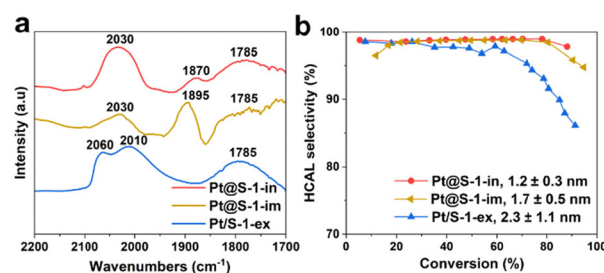 a
2030
1870
1785
2030
1895
1785
2060
2010
1785
Pt@S-1-in
Pt@S-1-im
Pt/S-1-ex
Intensity (a.u)
2200 2100 2000 1900 1800 1700
Wavenumbers (cm-1)
b
100
95
90
85
80
HCAL selectivity (%)
Pt@S-1-in, 1.2 ± 0.3 nm
Pt@S-1-im, 1.7 ± 0.5 nm
Pt/S-1-ex, 2.3 ± 1.1 nm
0 20 40 60 80 100
Conversion (%)